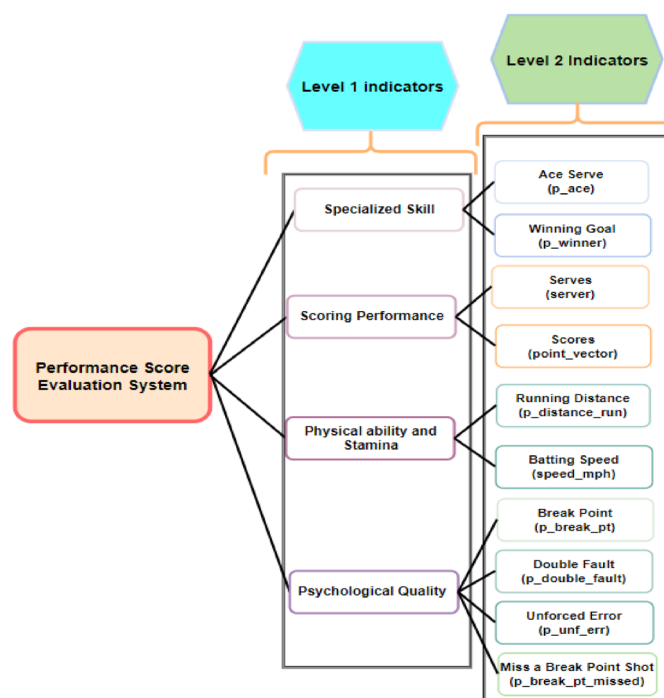 Level 1 indicators
Level 2 Indicators
Performance Score
Evaluation System
Specialized Skill
Ace Serve
(p_ace)
Winning Goal
(p_winner)
Scoring Performance
Serves
(server)
Scores
(point_vector)
Physical ability and
Stamina
Running Distance
(p_distance_run)
Batting Speed
(speed_mph)
Psychological Quality
Break Point
(p_break_pt)
Double Fault
(p_double_fault)
Unforced Error
(p_unf_err)
Miss a Break Point Shot
(p_break_pt_missed)